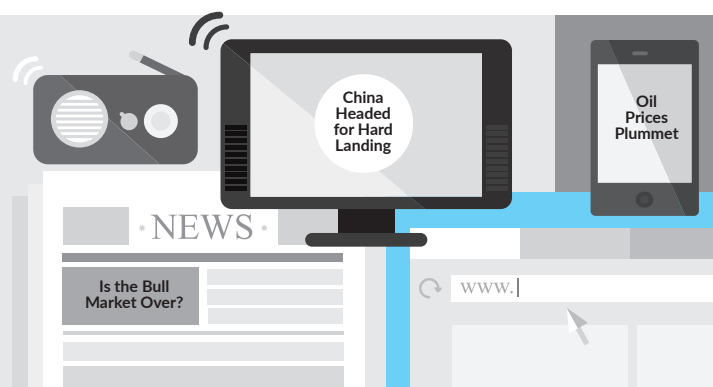 China
Headed
for Hard
Landing
Oil
Prices
Plummet
NEWS
Is the Bull
Market Over?
www.